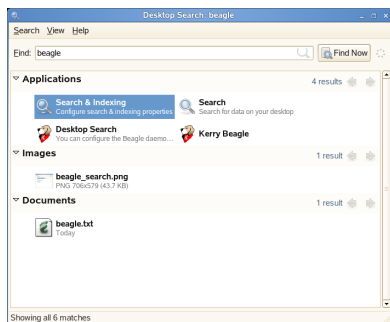 Desktop Search: beagle
Search View Help
Find: beagle Find Now
Applications 4 results
Search & Indexing Search
Configure search & indexing properties Search for data on your desktop
Desktop Search Kerry Beagle
You can configure the Beagle daemo...
Images 1 result
beagle_search.png
PNG 706x579 (43.7 KB)
Documents 1 result
beagle.txt
Today
Showing all 6 matches